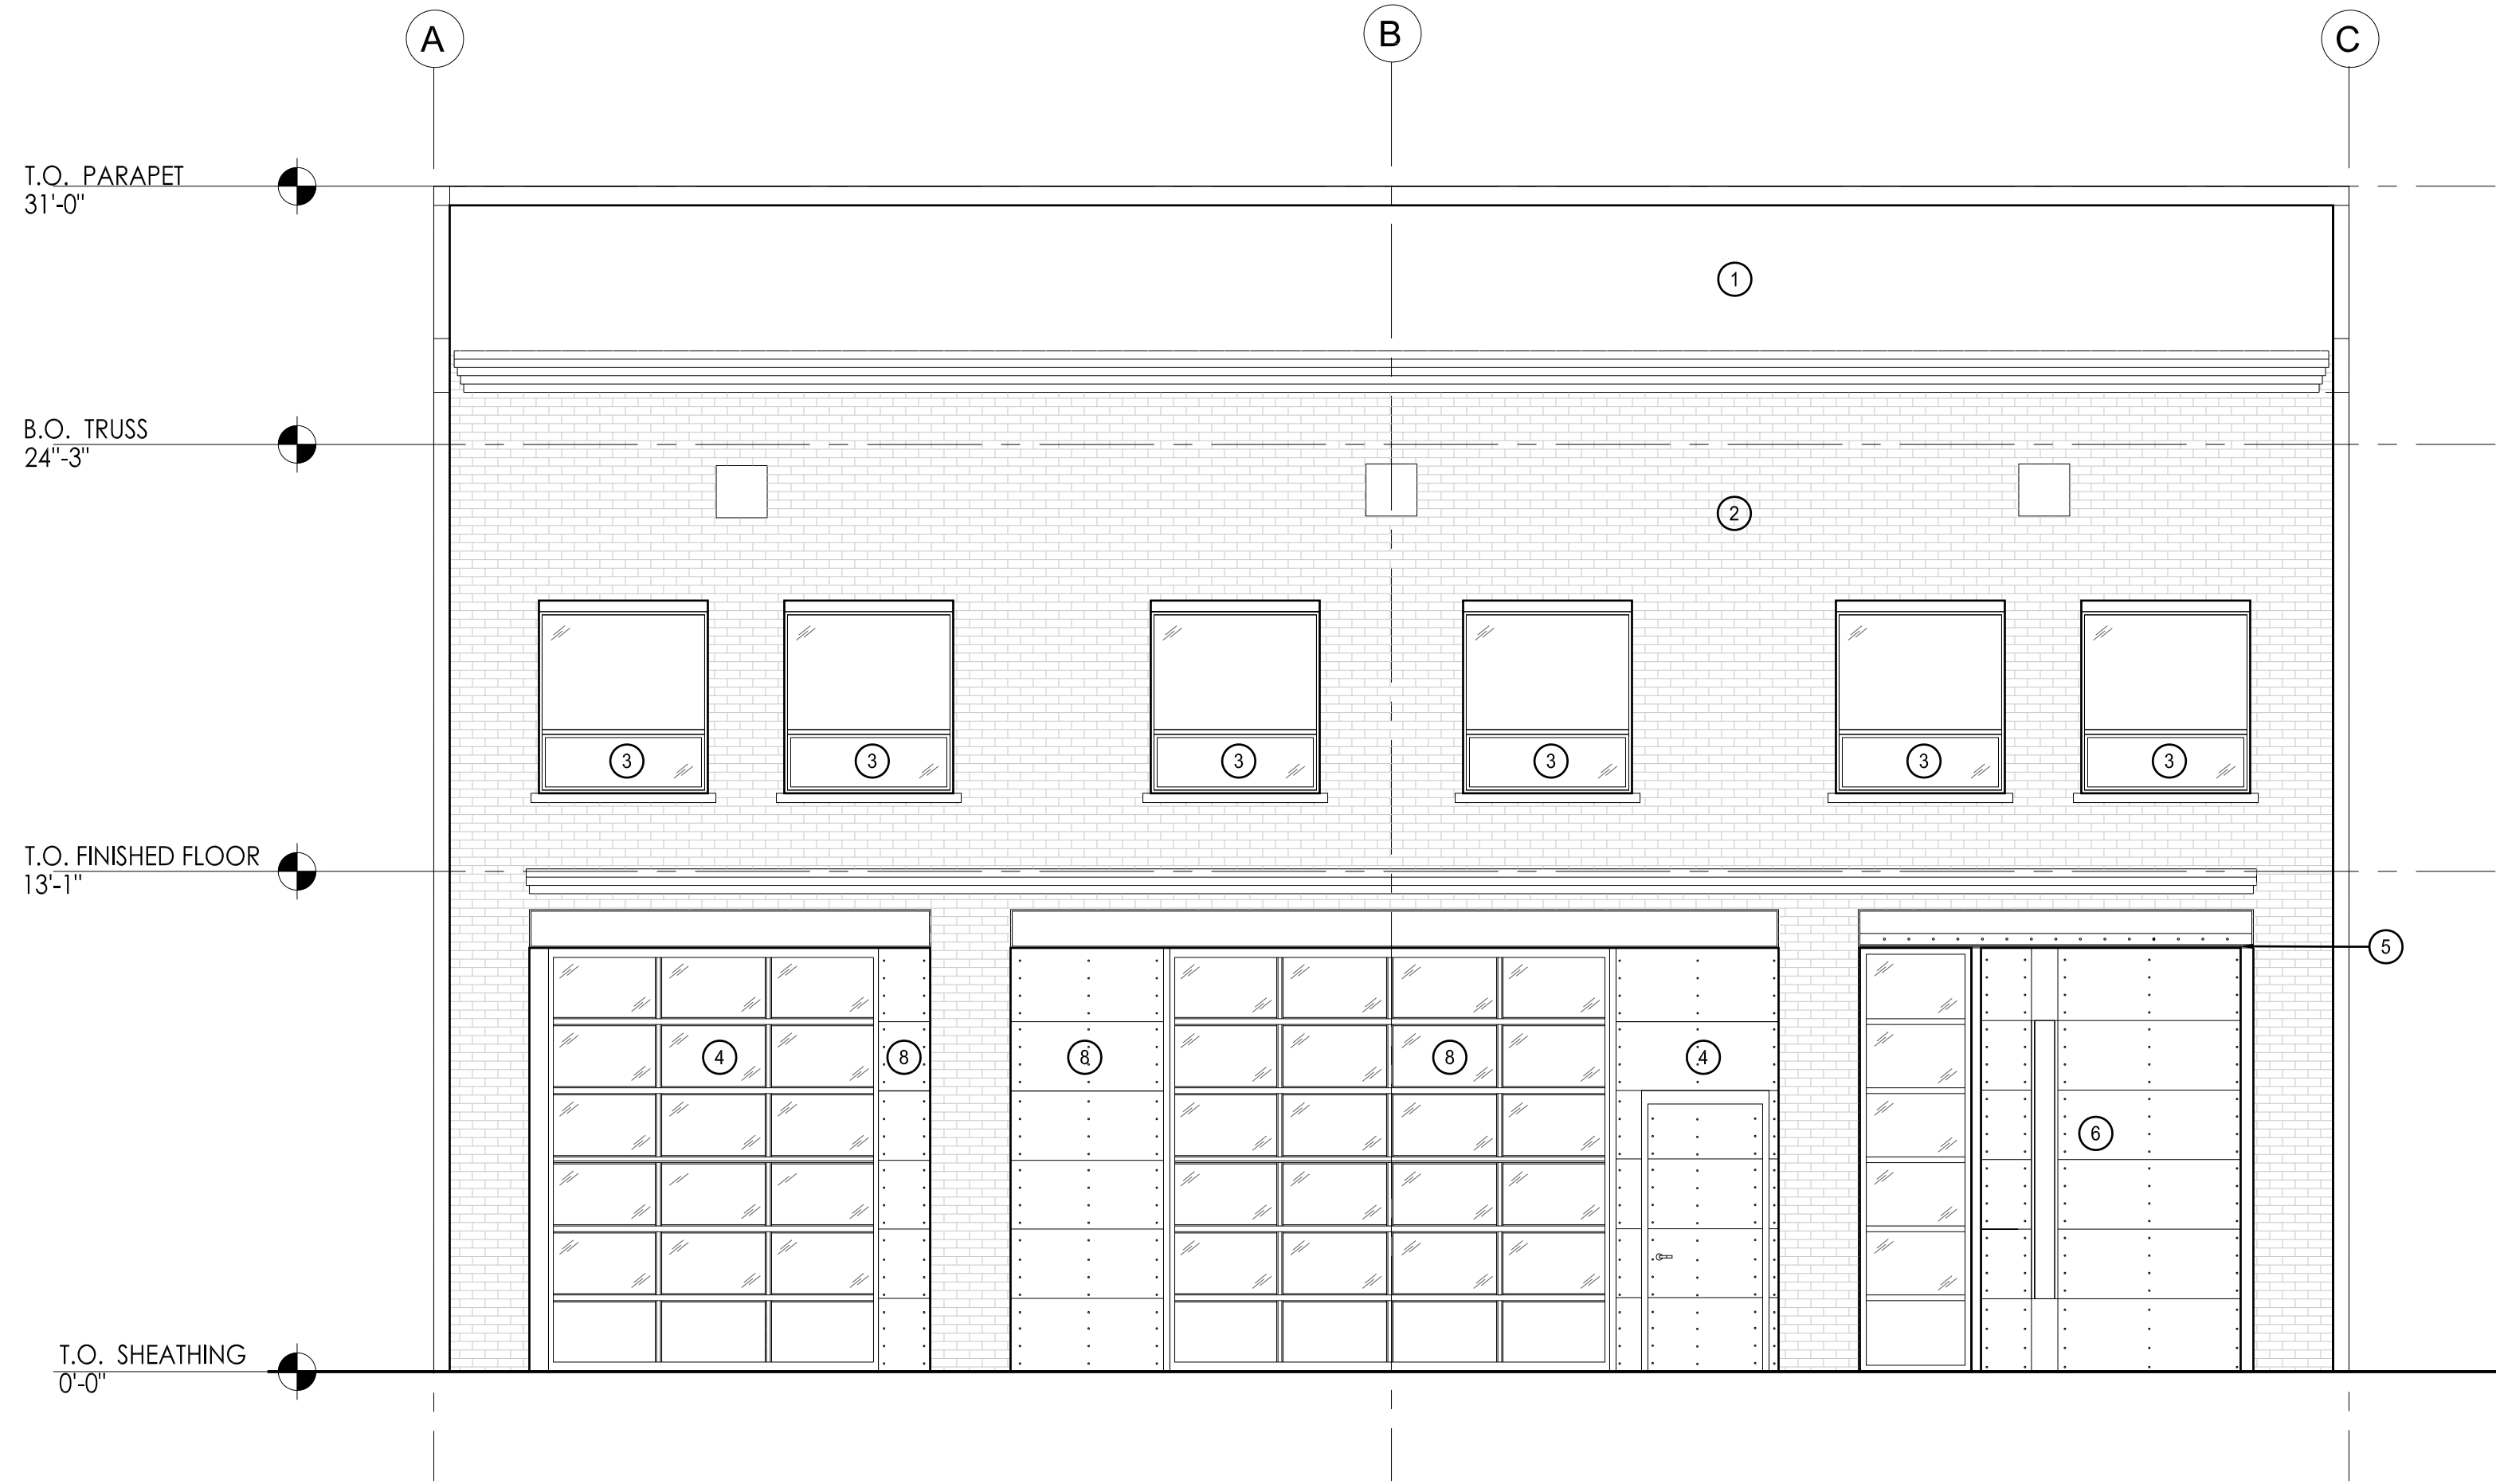 A
B
C
T.O. PARAPET
31'-0"
1
B.O. TRUSS
24"-3"
2
3
3
3
3
3
3
T.O. FINISHED FLOOR
13'-1"
5
4
8
8
8
4
6
T.O. SHEATHING
0'-0"